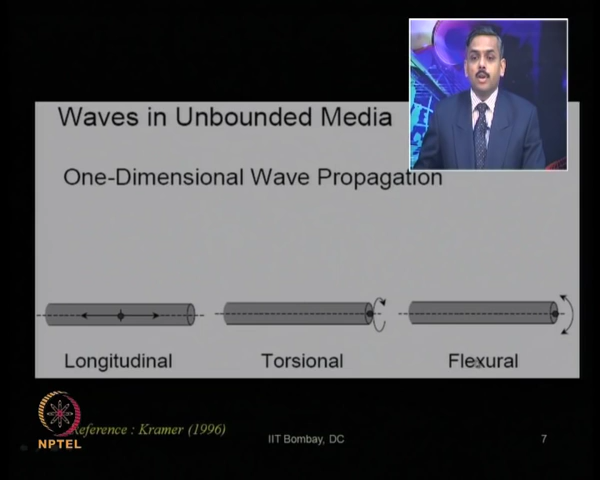 Waves in Unbounded Media
One-Dimensional Wave Propagation
Longitudinal
Torsional
Flexural
Reference : Kramer (1996)
IIT Bombay, DC
7
NPTEL